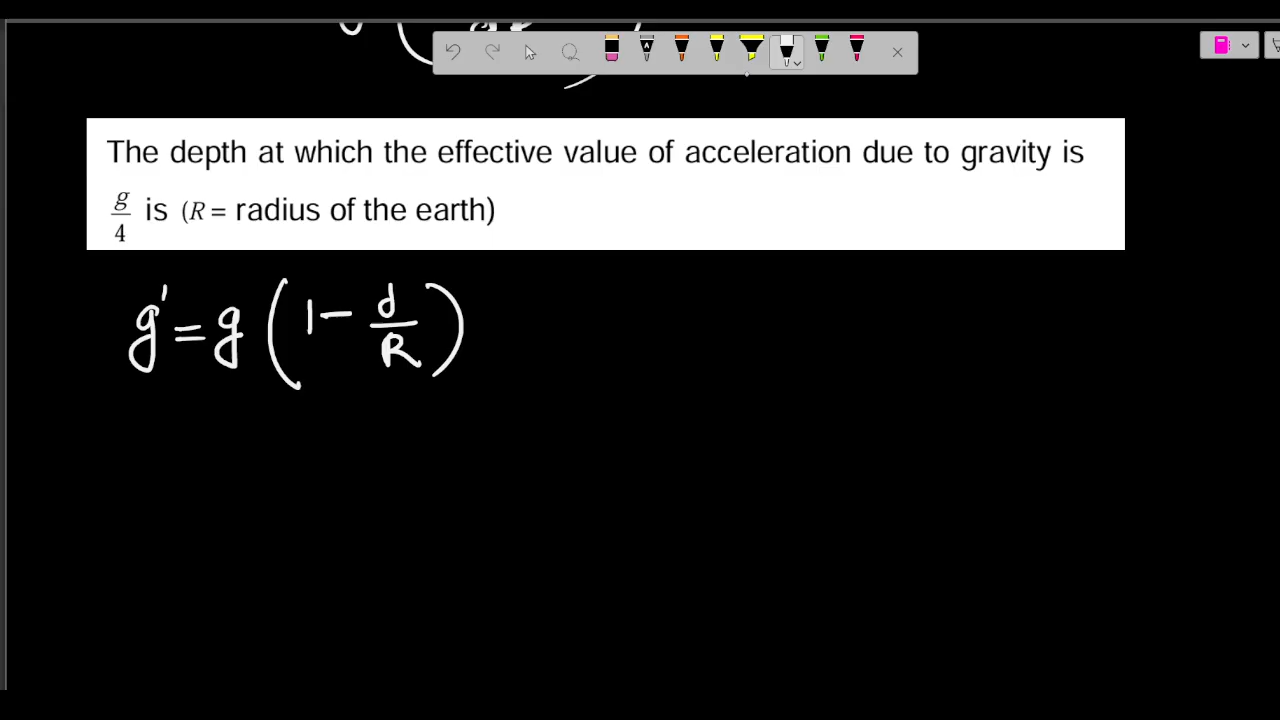 The depth at which the effective value of acceleration due to gravity is
g/4 is (R = radius of the earth)
g' = g (1 - d/R)